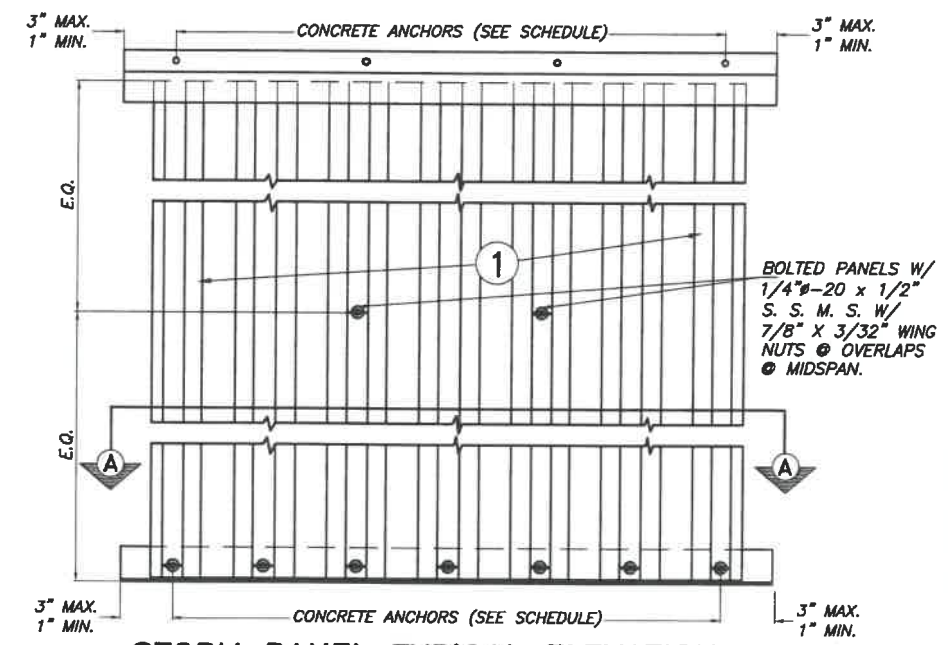 3" MAX.
1" MIN.
CONCRETE ANCHORS (SEE SCHEDULE)
3" MAX.
1" MIN.
E.Q.
1
BOLTED PANELS W/
1/4"ø-20 x 1/2"
S. S. M. S. W/
7/8" X 3/32" WING
NUTS @ OVERLAPS
@ MIDSPAN.
E.Q.
A
A
3" MAX.
1" MIN.
CONCRETE ANCHORS (SEE SCHEDULE)
3" MAX.
1" MIN.